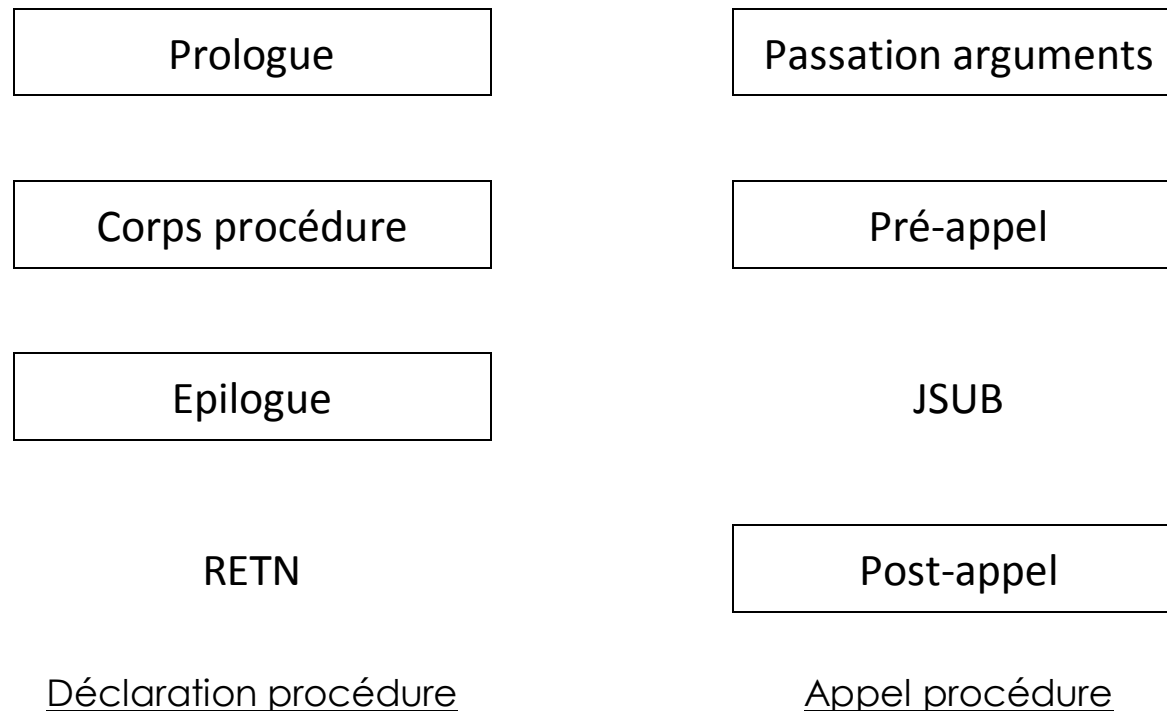 Prologue
Corps procédure
Epilogue
RETN
Déclaration procédure
Passation arguments
Pré-appel
JSUB
Post-appel
Appel procédure